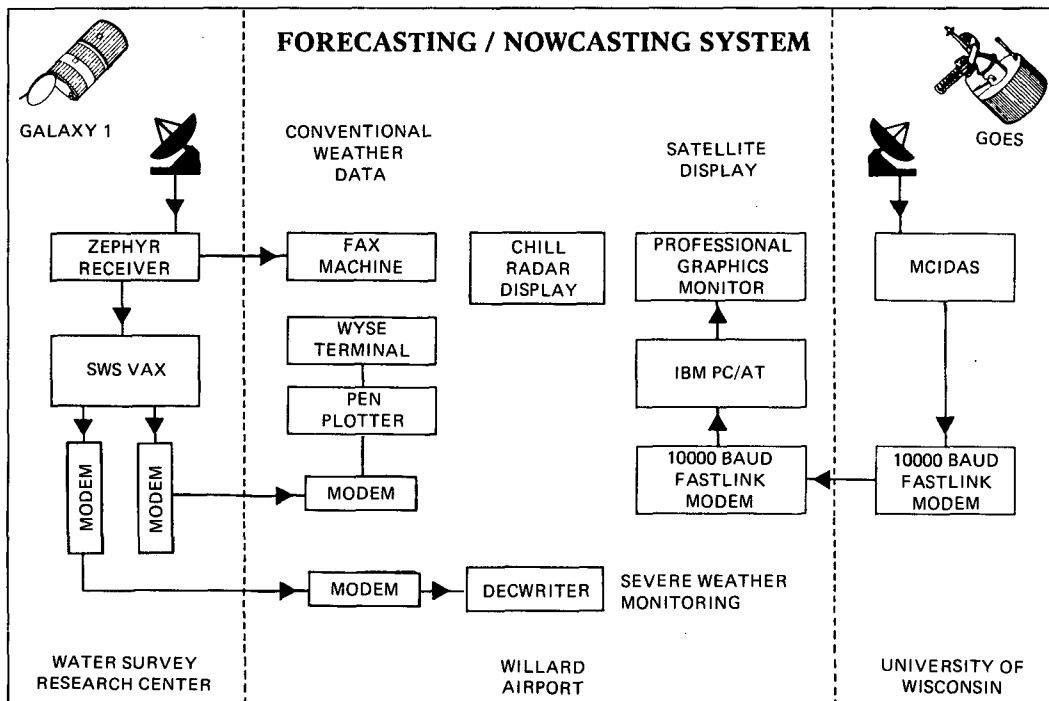 FORECASTING / NOWCASTING SYSTEM
GALAXY 1
CONVENTIONAL
WEATHER
DATA
SATELLITE
DISPLAY
GOES
ZEPHYR
RECEIVER
FAX
MACHINE
CHILL
RADAR
DISPLAY
PROFESSIONAL
GRAPHICS
MONITOR
MCIDAS
SWS VAX
WYSE
TERMINAL
IBM PC/AT
PEN
PLOTTER
MODEM
MODEM
MODEM
10000 BAUD
FASTLINK
MODEM
10000 BAUD
FASTLINK
MODEM
MODEM
DECWRITER
SEVERE WEATHER
MONITORING
WATER SURVEY
RESEARCH CENTER
WILLARD
AIRPORT
UNIVERSITY OF
WISCONSIN